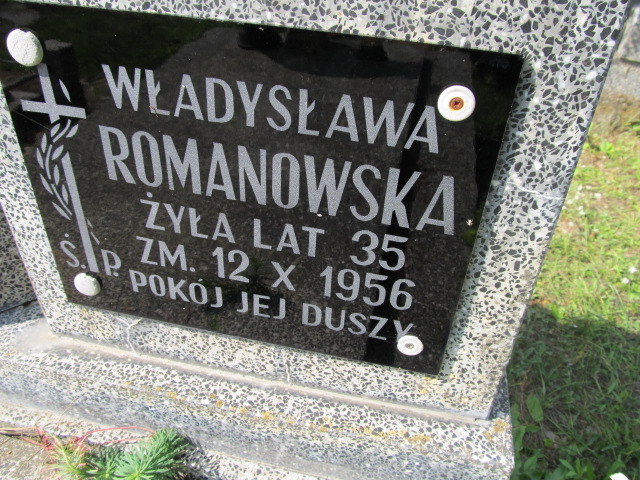 WŁADYSŁAWA
ROMANOWSKA
ŻYŁA LAT 35
ZM. 12 X 1956
Ś. P. POKÓJ JEJ DUSZY